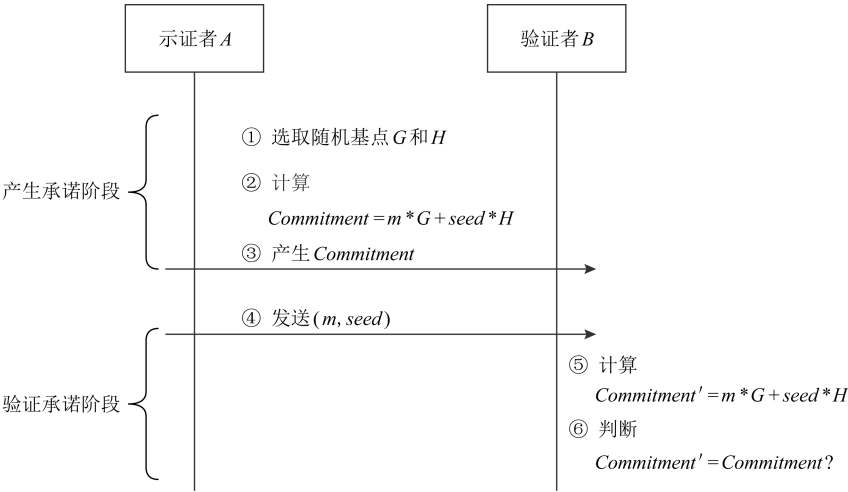 示证者A
验证者B
产生承诺阶段
① 选取随机基点G和H
② 计算
Commitment=m*G+seed*H
③ 产生Commitment
④ 发送(m, seed)
验证承诺阶段
⑤ 计算
Commitment′=m*G+seed*H
⑥ 判断
Commitment′=Commitment?